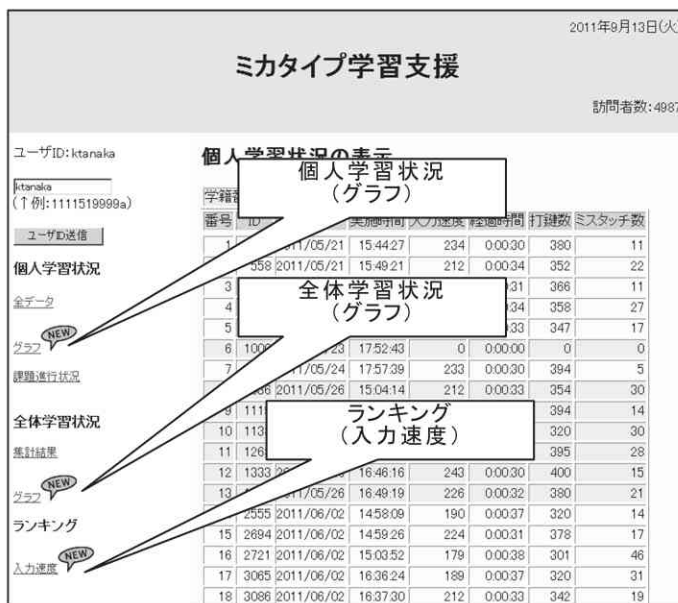 2011年9月13日(火)
ミカタイプ学習支援
訪問者数:4987
ユーザID:ktanaka
ktanaka
(↑例:1111519999a)
ユーザID送信
個人学習状況
全データ
グラフ
NEW
課題進行状況
全体学習状況
集計結果
グラフ
NEW
ランキング
入力速度
NEW
個人学習状況の表示
個人学習状況
(グラフ)
全体学習状況
(グラフ)
ランキング
(入力速度)
学籍
番号 ID 実施時間 入力速度 経過時間 打鍵数 ミスタッチ数
1 2011/05/21 15:44:27 234 0:00:30 380 11
558 2011/05/21 15:49:21 212 0:00:34 352 22
3 366 11
4 358 27
5 347 17
6 17:52:43 0 0:00:00 0 0
7 2011/05/24 17:57:39 233 0:00:30 394 5
2011/05/26 15:04:14 212 0:00:33 354 30
9 394 14
10 320 30
11 395 28
12 1333 16:46:16 243 0:00:30 400 15
13 2011/05/26 16:49:19 226 0:00:32 380 21
2555 2011/06/02 14:58:09 190 0:00:37 320 14
15 2694 2011/06/02 14:59:26 224 0:00:31 378 17
16 2721 2011/06/02 15:03:52 179 0:00:38 301 46
17 3065 2011/06/02 16:36:24 189 0:00:37 320 31
18 3086 2011/06/02 16:37:30 212 0:00:33 342 19